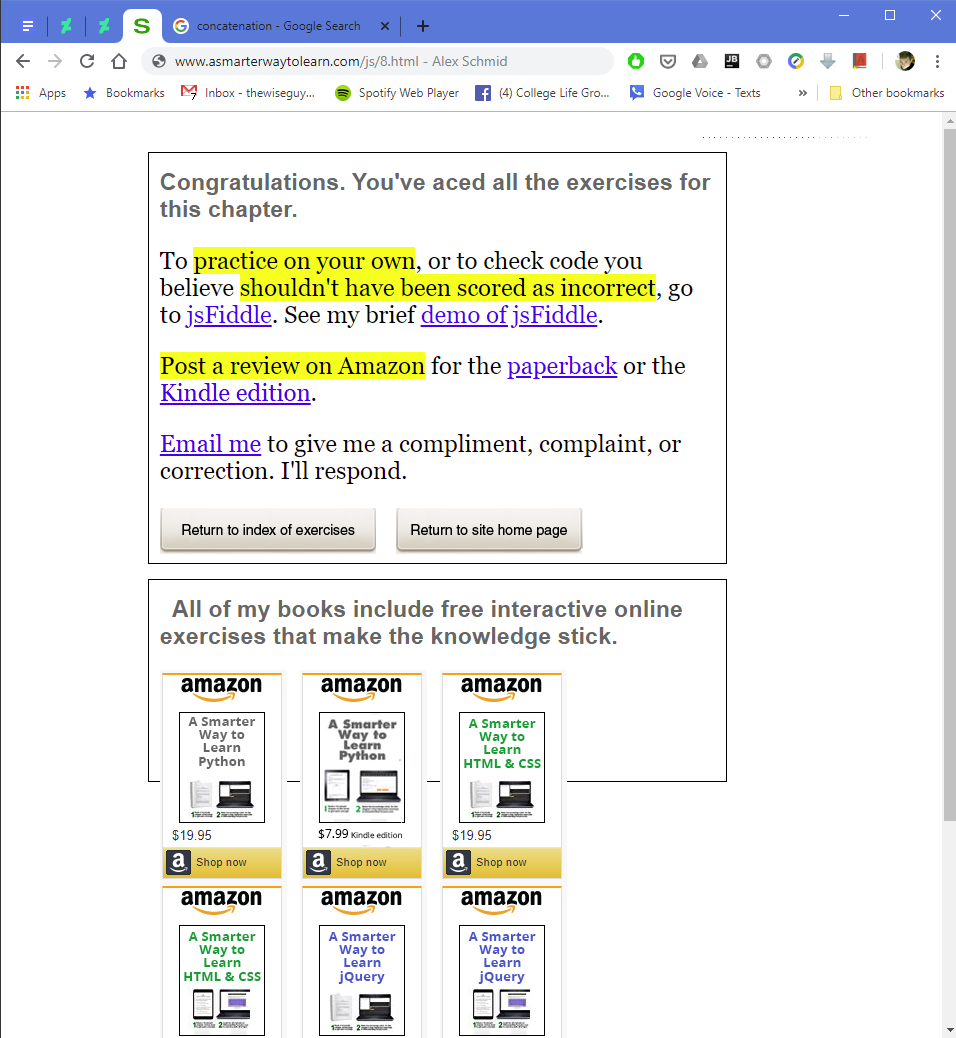 S
concatenation - Google Search
www.asmarterwaytolearn.com/js/8.html - Alex Schmid
JB
Apps
Bookmarks
Inbox - thewiseguy...
Spotify Web Player
(4) College Life Gro...
Google Voice - Texts
»
Other bookmarks
Congratulations. You've aced all the exercises for
this chapter.
To practice on your own, or to check code you
believe shouldn't have been scored as incorrect, go
to jsFiddle. See my brief demo of jsFiddle.
Post a review on Amazon for the paperback or the
Kindle edition.
Email me to give me a compliment, complaint, or
correction. I'll respond.
Return to index of exercises
Return to site home page
All of my books include free interactive online
exercises that make the knowledge stick.
amazon
A Smarter
Way to
Learn
Python
$19.95
Shop now
amazon
A Smarter
Way to
Learn
Python
$7.99 Kindle edition
Shop now
amazon
A Smarter
Way to
Learn
HTML & CSS
$19.95
Shop now
amazon
A Smarter
Way to
Learn
HTML & CSS
amazon
A Smarter
Way to
Learn
jQuery
amazon
A Smarter
Way to
Learn
jQuery